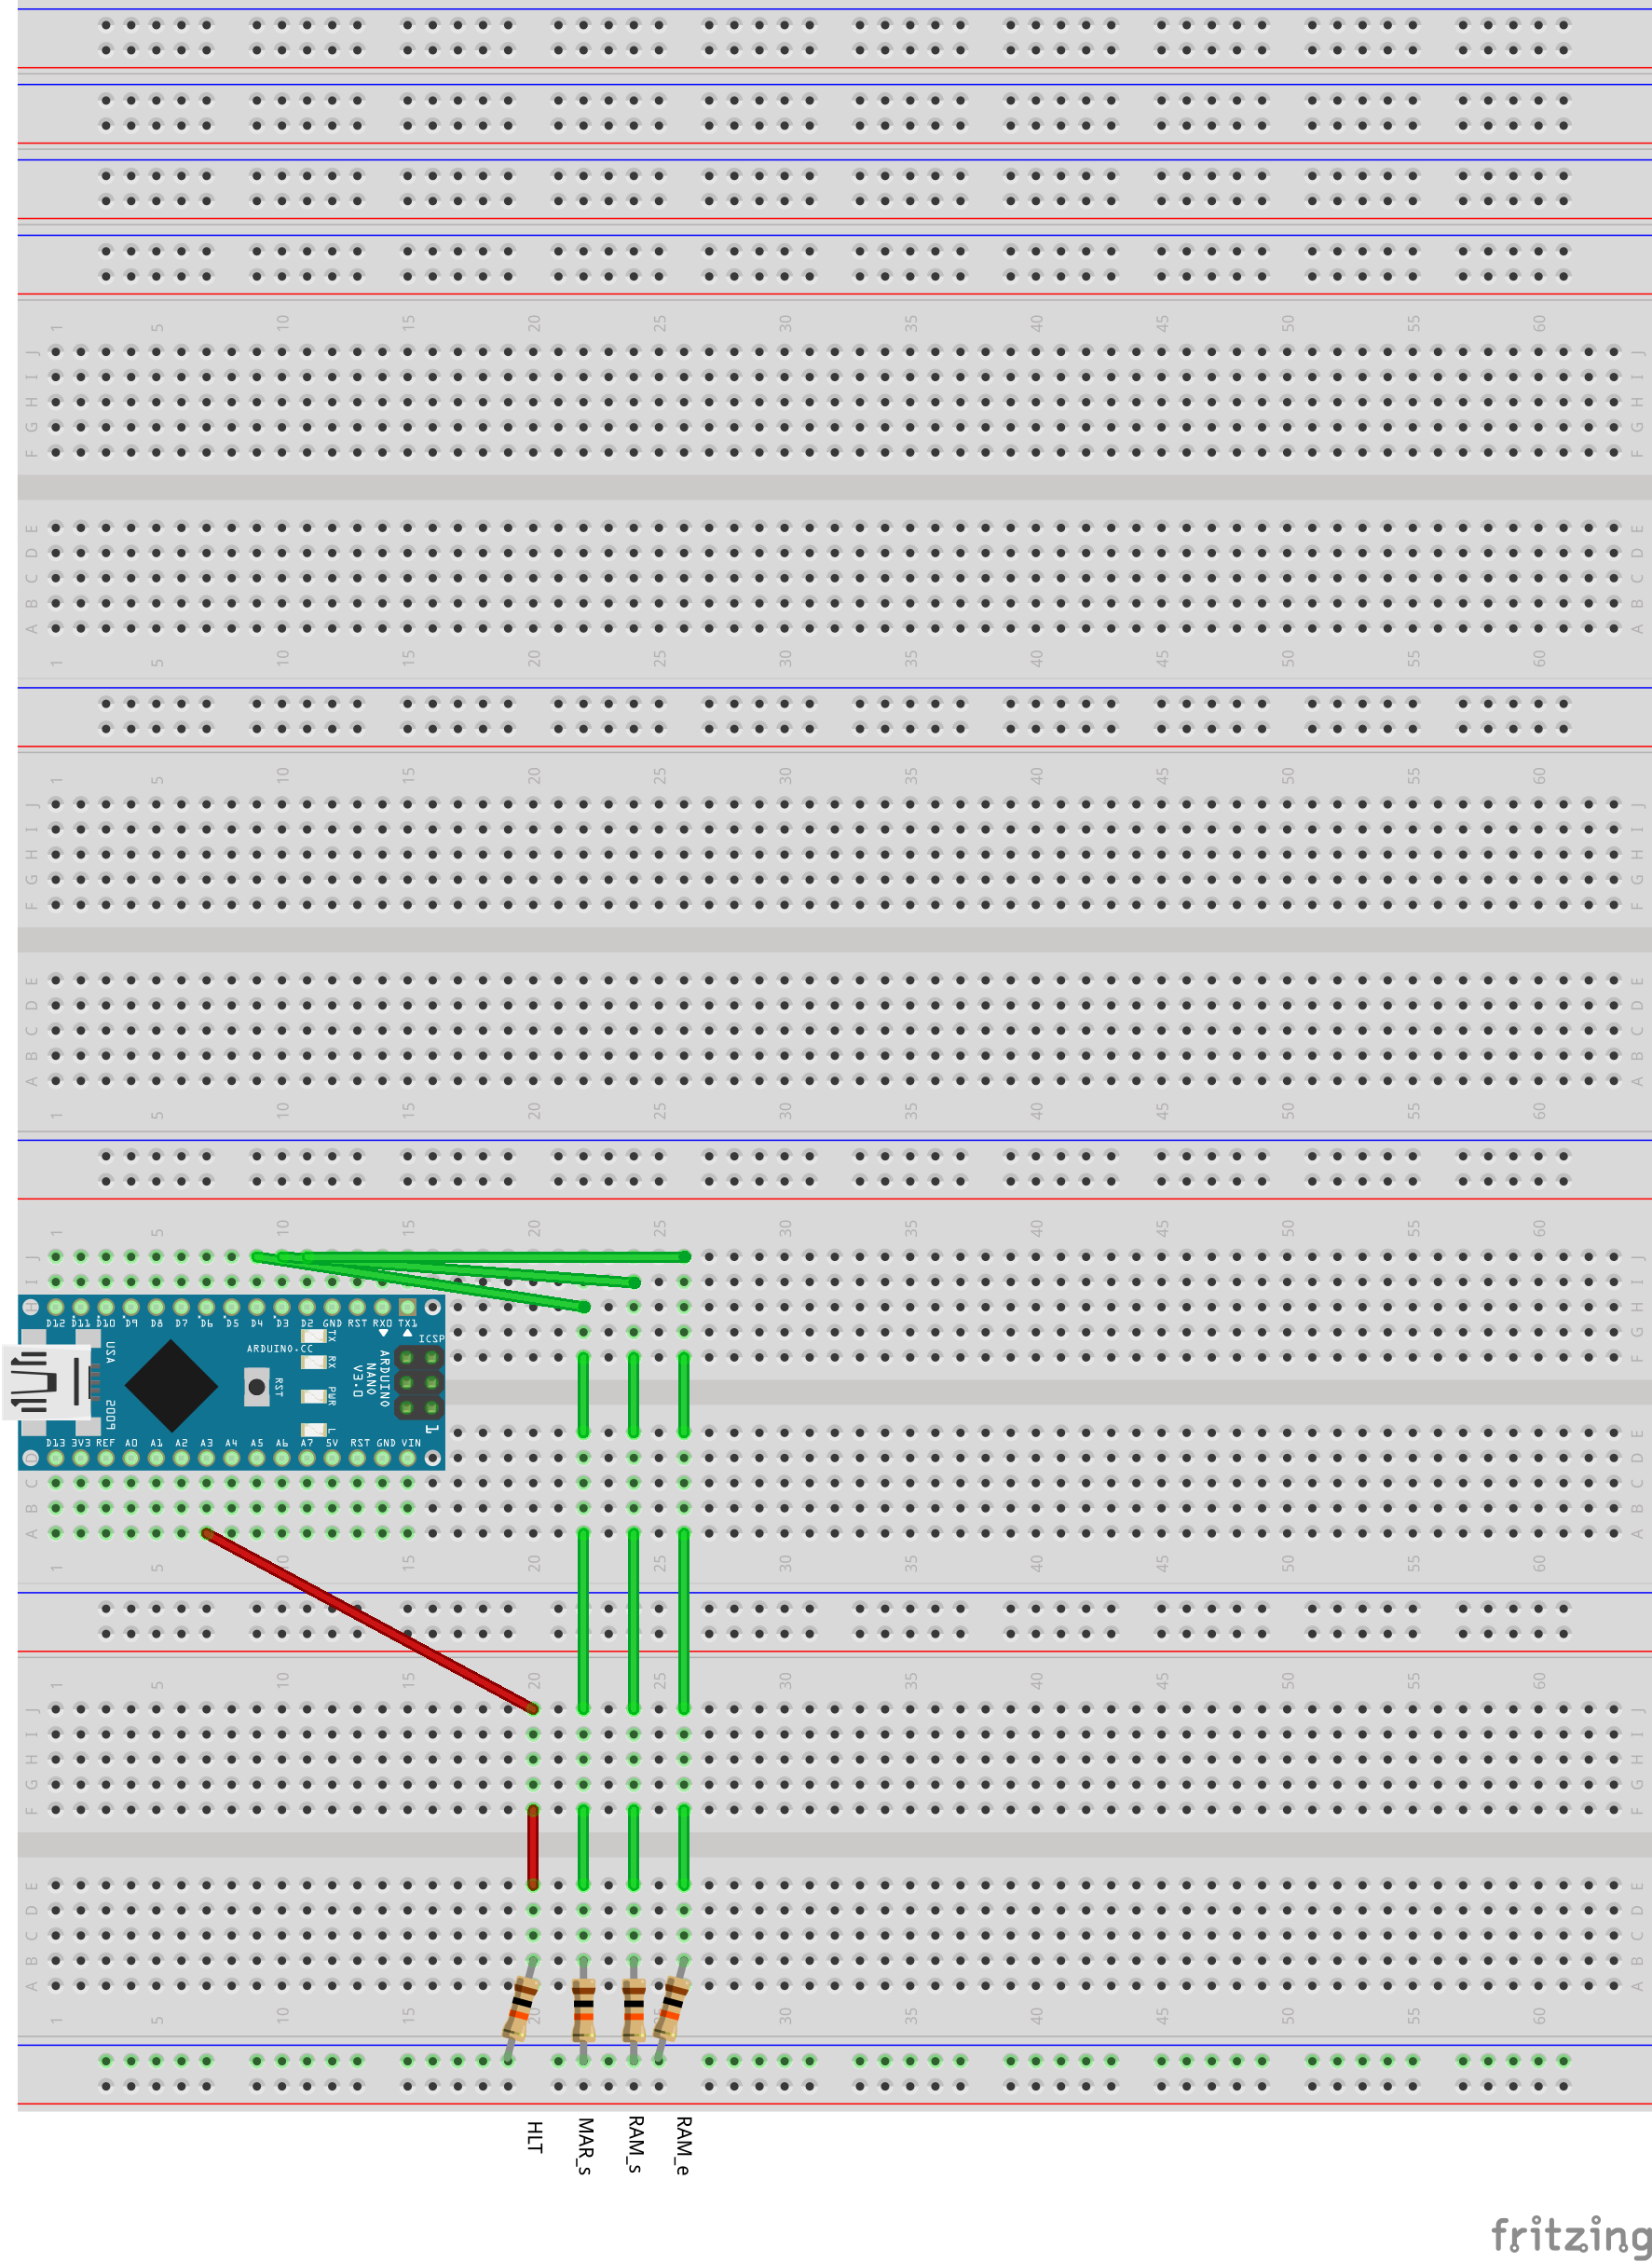 1 5 10 15 20 25 30 35 40 45 50 55 60
J J
I I
H H
G G
F F
E E
D D
C C
B B
A A
1 5 10 15 20 25 30 35 40 45 50 55 60
1 5 10 15 20 25 30 35 40 45 50 55 60
J J
I I
H H
G G
F F
E E
D D
C C
B B
A A
1 5 10 15 20 25 30 35 40 45 50 55 60
1 5 10 15 20 25 30 35 40 45 50 55 60
J J
I I
H H
D12 D11 D10 D9 D8 D7 D6 D5 D4 D3 D2 GND RST RX0 TX1
G
F
USA
ARDUINO.CC
TX
RX
PWR
L
RST
ARDUINO
NANO
V3.0
ICSP
1
2009
D13 3V3 REF A0 A1 A2 A3 A4 A5 A6 A7 5V RST GND VIN
E
D D
C C
B B
A A
1 5 10 15 20 25 30 35 40 45 50 55 60
1 5 10 15 20 25 30 35 40 45 50 55 60
J J
I I
H H
G G
F F
E E
D D
C C
B B
A A
1 5 10 15 20 25 30 35 40 45 50 55 60
HLT
MAR_s
RAM_s
RAM_e
fritzing